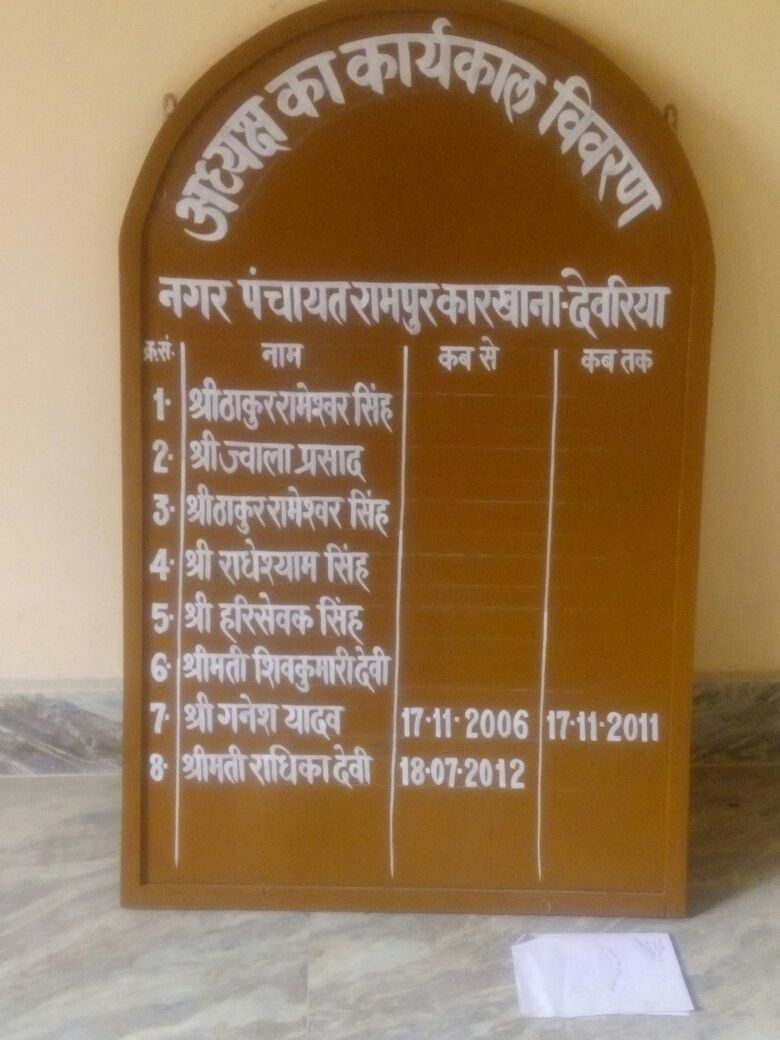 अध्यक्ष का कार्यकाल विवरण
नगर पंचायत रामपुर कारखाना-देवरिया
क्र.सं. नाम कब से कब तक
1· श्री ठाकुर रामेश्वर सिंह
2· श्री ज्वाला प्रसाद
3· श्री ठाकुर रामेश्वर सिंह
4· श्री राधेश्याम सिंह
5· श्री हरिसेवक सिंह
6· श्रीमती शिवकुमारी देवी
7· श्री गनेश यादव 17·11·2006 17·11·2011
8· श्रीमती राधिका देवी 18·07·2012